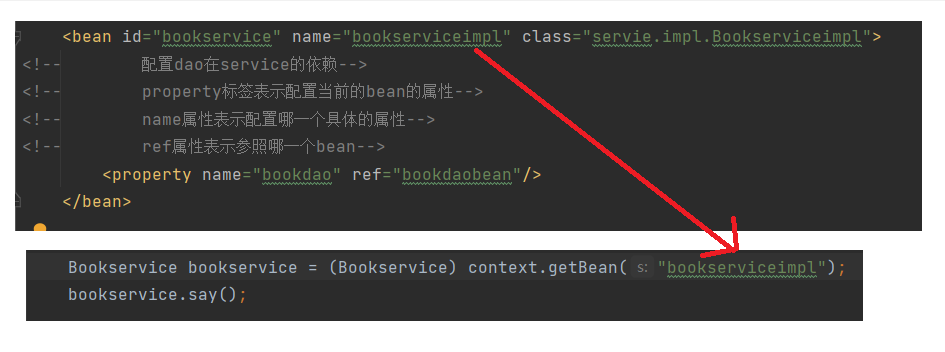 <bean id="bookservice" name="bookserviceimpl" class="servie.impl.Bookserviceimpl">
<!-- 配置dao在service的依赖-->
<!-- property标签表示配置当前的bean的属性-->
<!-- name属性表示配置哪一个具体的属性-->
<!-- ref属性表示参照哪一个bean-->
<property name="bookdao" ref="bookdaobean"/>
</bean>
Bookservice bookservice = (Bookservice) context.getBean( s: "bookserviceimpl");
bookservice.say();